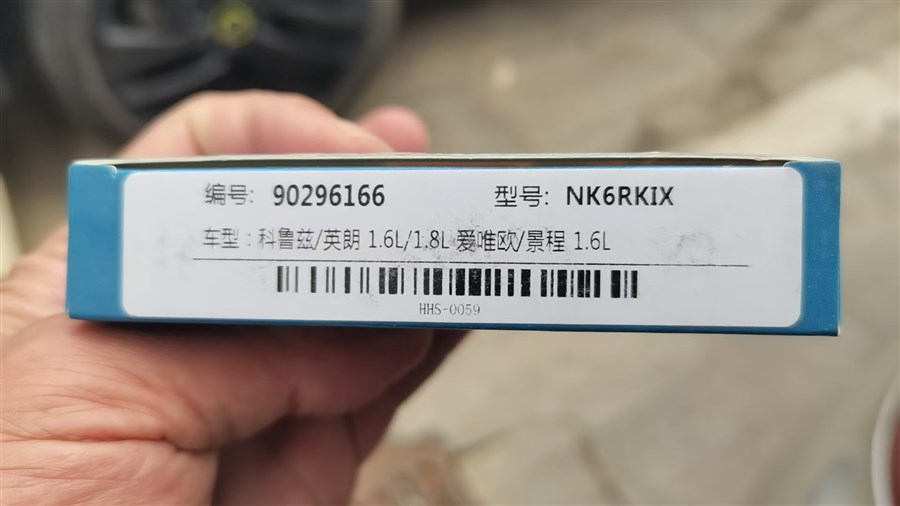 编号: 90296166 型号: NK6RKIX
车型：科鲁兹/英朗 1.6L/1.8L 爱唯欧/景程 1.6L
HHS-0059